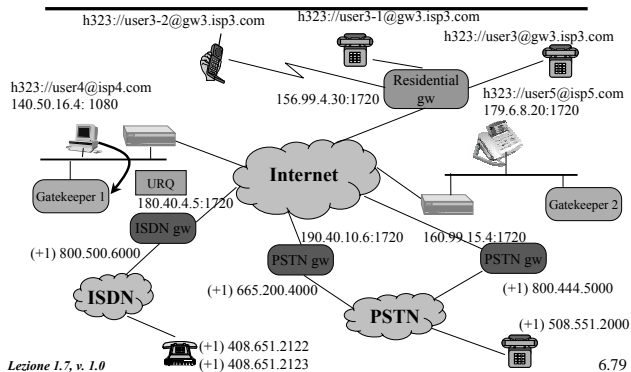 h323://user3-1@gw3.isp3.com
h323://user3-2@gw3.isp3.com
h323://user3@gw3.isp3.com
h323://user4@isp4.com
140.50.16.4: 1080
Residential
gw
156.99.4.30:1720
h323://user5@isp5.com
179.6.8.20:1720
Internet
Gatekeeper 1
URQ
180.40.4.5:1720
Gatekeeper 2
ISDN gw
190.40.10.6:1720
160.99.15.4:1720
(+1) 800.500.6000
PSTN gw
PSTN gw
(+1) 665.200.4000
(+1) 800.444.5000
ISDN
PSTN
(+1) 508.551.2000
(+1) 408.651.2122
(+1) 408.651.2123
Lezione 1.7, v. 1.0
6.79